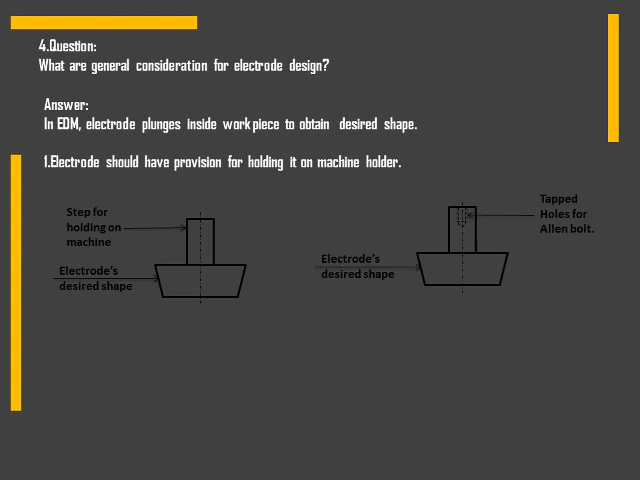 4.Question:
What are general consideration for electrode design?
Answer:
In EDM, electrode plunges inside workpiece to obtain desired shape.
1.Electrode should have provision for holding it on machine holder.
Step for
holding on
machine
Electrode's
desired shape
Tapped
Holes for
Allen bolt.
Electrode's
desired shape